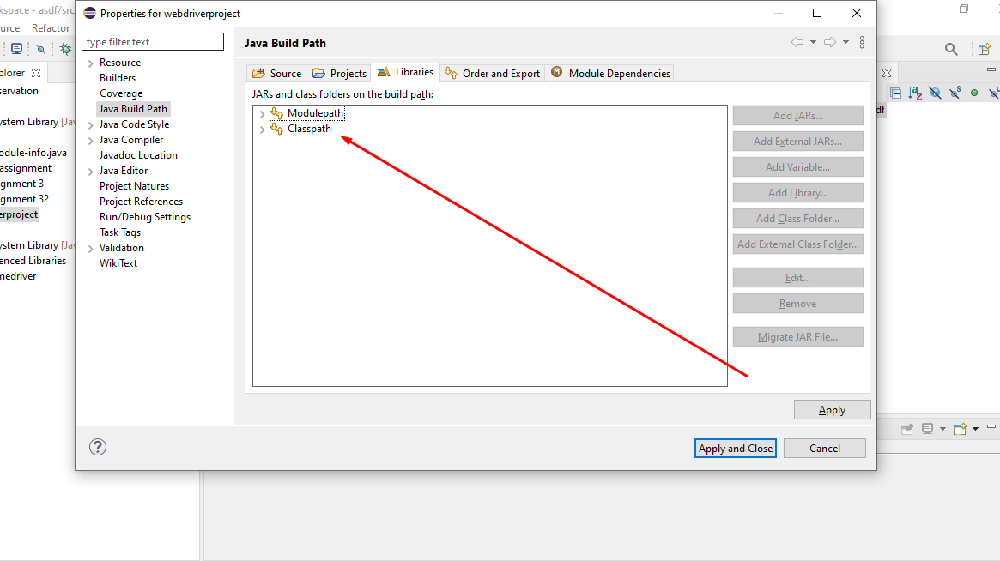 kspace - asdf/src
urce Refactor
plorer
servation
ystem Library [Jav
odule-info.java
assignment
gnment 3
gnment 32
erproject
ystem Library [Jav
enced Libraries
medriver
Properties for webdriverproject
type filter text
Resource
Builders
Coverage
Java Build Path
Java Code Style
Java Compiler
Javadoc Location
Java Editor
Project Natures
Project References
Run/Debug Settings
Task Tags
Validation
WikiText
Java Build Path
Source Projects Libraries Order and Export Module Dependencies
JARs and class folders on the build path:
Modulepath
Classpath
Add JARs...
Add External JARs...
Add Variable...
Add Library...
Add Class Folder...
Add External Class Folder...
Edit...
Remove
Migrate JAR File...
Apply
Apply and Close Cancel
df